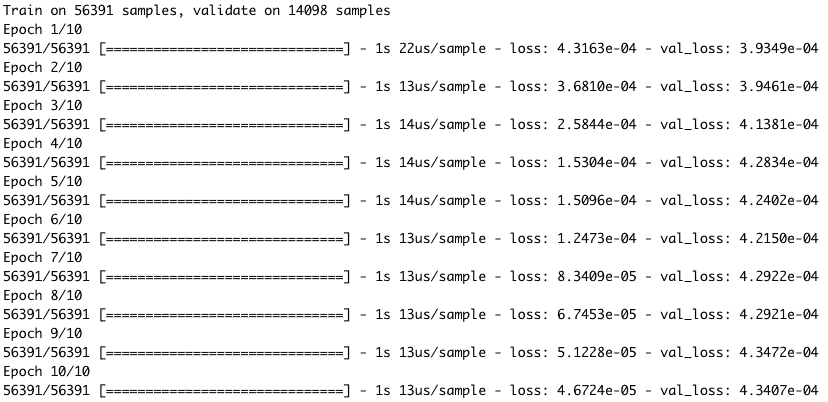 Train on 56391 samples, validate on 14098 samples
Epoch 1/10
56391/56391 [==============================] - 1s 22us/sample - loss: 4.3163e-04 - val_loss: 3.9349e-04
Epoch 2/10
56391/56391 [==============================] - 1s 13us/sample - loss: 3.6810e-04 - val_loss: 3.9461e-04
Epoch 3/10
56391/56391 [==============================] - 1s 14us/sample - loss: 2.5844e-04 - val_loss: 4.1381e-04
Epoch 4/10
56391/56391 [==============================] - 1s 14us/sample - loss: 1.5304e-04 - val_loss: 4.2834e-04
Epoch 5/10
56391/56391 [==============================] - 1s 14us/sample - loss: 1.5096e-04 - val_loss: 4.2402e-04
Epoch 6/10
56391/56391 [==============================] - 1s 13us/sample - loss: 1.2473e-04 - val_loss: 4.2150e-04
Epoch 7/10
56391/56391 [==============================] - 1s 13us/sample - loss: 8.3409e-05 - val_loss: 4.2922e-04
Epoch 8/10
56391/56391 [==============================] - 1s 13us/sample - loss: 6.7453e-05 - val_loss: 4.2921e-04
Epoch 9/10
56391/56391 [==============================] - 1s 13us/sample - loss: 5.1228e-05 - val_loss: 4.3472e-04
Epoch 10/10
56391/56391 [==============================] - 1s 13us/sample - loss: 4.6724e-05 - val_loss: 4.3407e-04